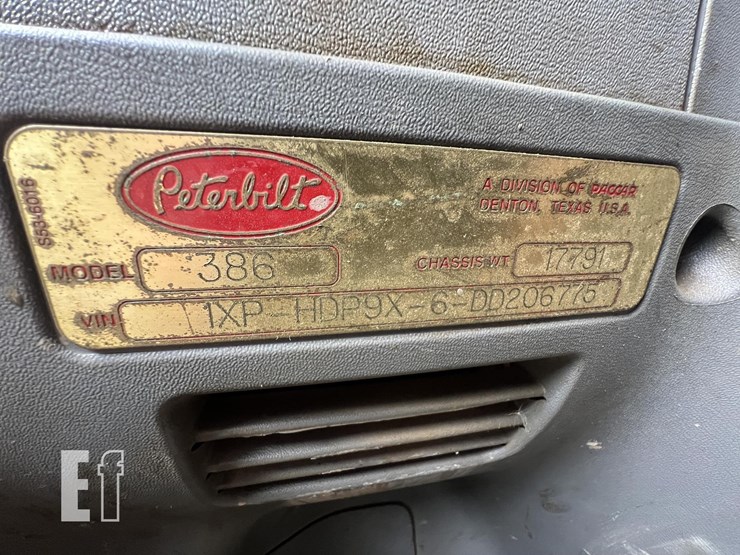 S53-6016
Peterbilt
A DIVISION OF PACCAR
DENTON, TEXAS U.S.A.
MODEL 386
CHASSIS WT 17791
VIN 1XP-HDP9X-6-DD206775
Ef